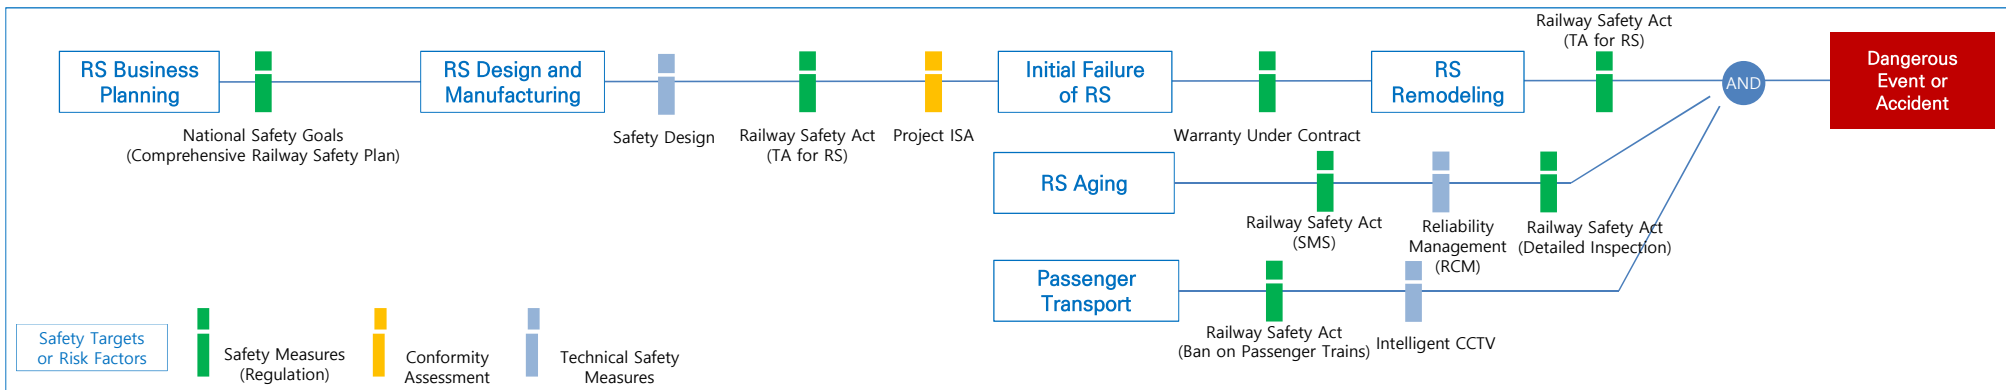 RS Business
Planning
National Safety Goals
(Comprehensive Railway Safety Plan)
RS Design and
Manufacturing
Safety Design
Railway Safety Act
(TA for RS)
Project ISA
Initial Failure
of RS
Warranty Under Contract
RS
Remodeling
Railway Safety Act
(TA for RS)
AND
Dangerous
Event or
Accident
RS Aging
Railway Safety Act
(SMS)
Reliability
Management
(RCM)
Railway Safety Act
(Detailed Inspection)
Passenger
Transport
Railway Safety Act
(Ban on Passenger Trains)
Intelligent CCTV
Safety Targets
or Risk Factors
Safety Measures
(Regulation)
Conformity
Assessment
Technical Safety
Measures